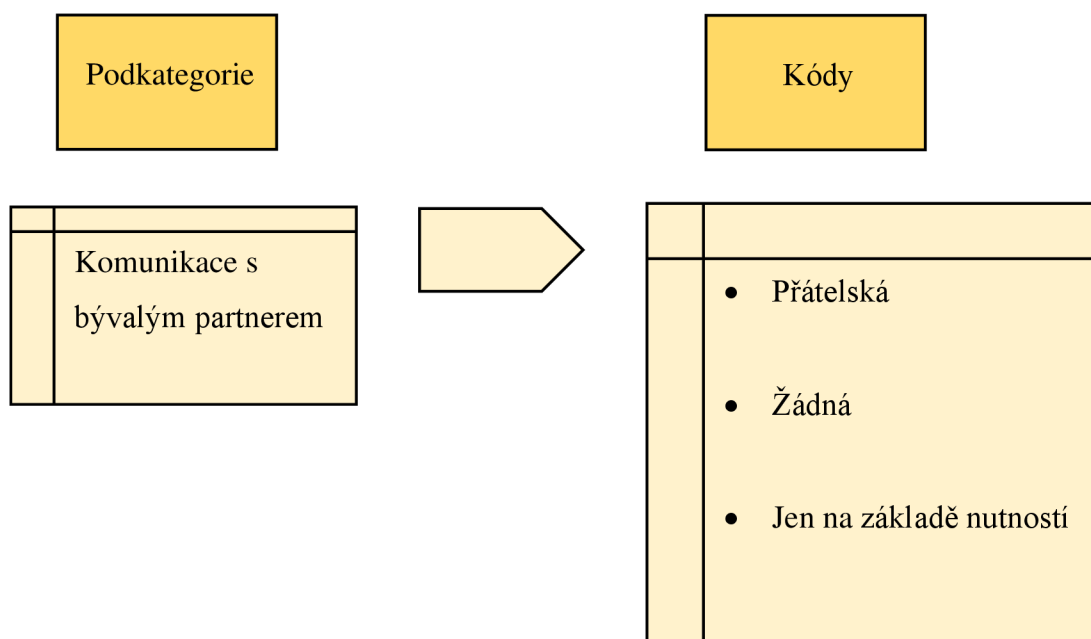 Podkategorie
Kódy
Komunikace s
bývalým partnerem
• Přátelská
• Žádná
• Jen na základě nutností